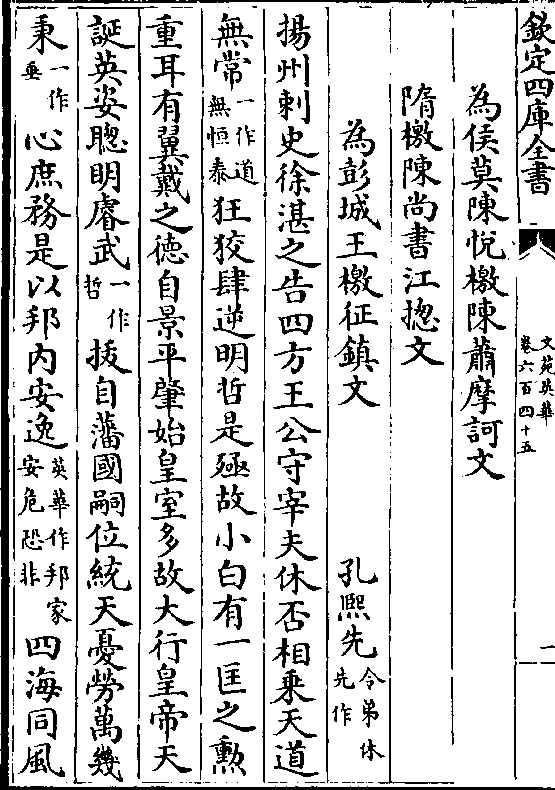 欽定四庫全書
文苑英華
卷六百四十五
一
為侯莫陳悅檄陳蕭摩訶文
隋檄陳尚書江揔文
為彭城王檄征鎮文 孔熙先 令弟休先作
揚州刺史徐湛之告四方王公守宰夫休否相乗天道
無常 一作道無恒泰 狂狡肆逆明哲是殛故小白有一匡之勲
重耳有翼戴之德自景平肇始皇室多故大行皇帝天
誕英姿聦明睿武 一作哲 拔自藩國嗣位統天憂勞萬幾
秉 一作垂 心庶務是以邦内安逸 英華作邦家安危恐非 四海同風